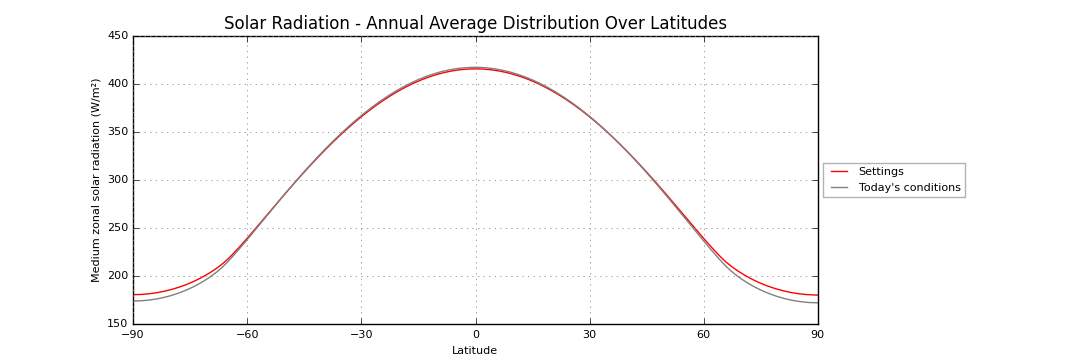 Solar Radiation - Annual Average Distribution Over Latitudes
Medium zonal solar radiation (W/m²)
450
400
350
300
250
200
150
−90
−60
−30
0
30
60
90
Latitude
Settings
Today's conditions